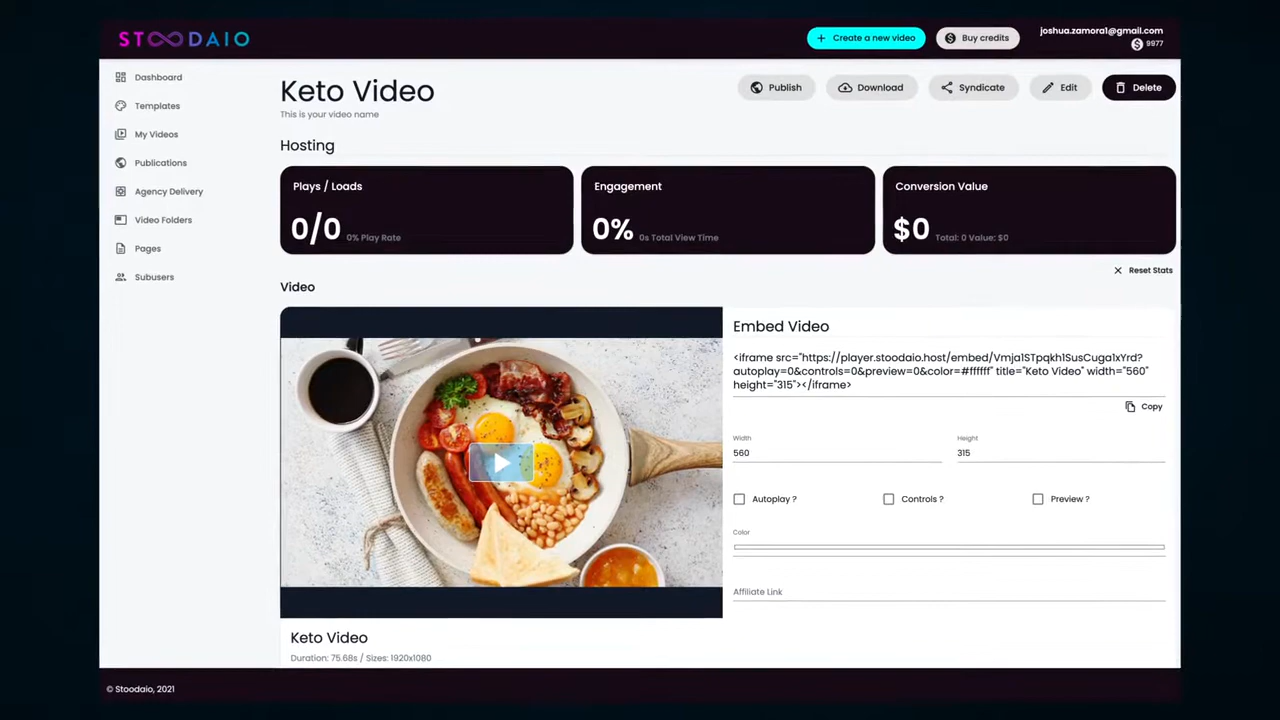 STOODAIO
Create a new video
Buy credits
joshua.zamora1@gmail.com
9977
Dashboard
Templates
My Videos
Publications
Agency Delivery
Video Folders
Pages
Subusers
Keto Video
This is your video name
Publish
Download
Syndicate
Edit
Delete
Hosting
Plays / Loads
0/0 0% Play Rate
Engagement
0% 0s Total View Time
Conversion Value
$0 Total: 0 Value: $0
Reset Stats
Video
Embed Video
<iframe src="https://player.stoodaio.host/embed/Vmja1STpqkh1SusCuga1xYrd?
autoplay=0&controls=0&preview=0&color=#ffffff" title="Keto Video" width="560"
height="315"></iframe>
Copy
Width
560
Height
315
Autoplay ?
Controls ?
Preview ?
Color
Affiliate Link
Keto Video
Duration: 75.68s / Sizes: 1920x1080
© Stoodaio, 2021